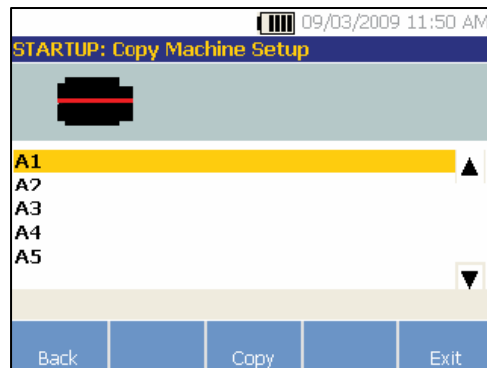 09/03/2009 11:50 AM
STARTUP: Copy Machine Setup
A1
A2
A3
A4
A5
Back Copy Exit